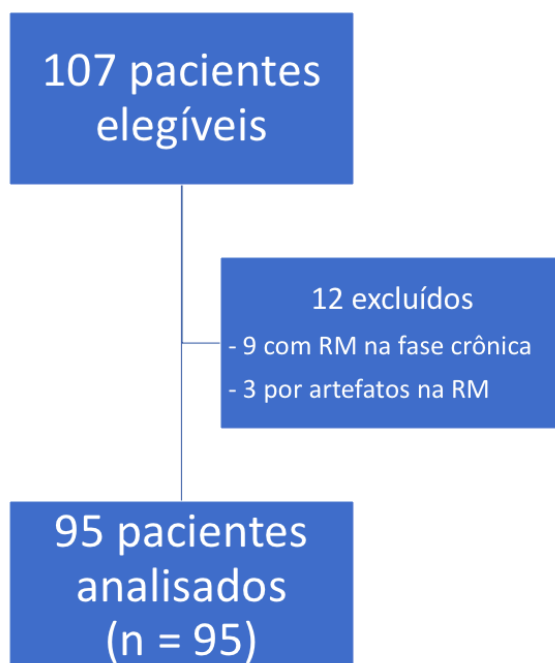 107 pacientes
elegíveis
12 excluídos
- 9 com RM na fase crônica
- 3 por artefatos na RM
95 pacientes
analisados
(n = 95)